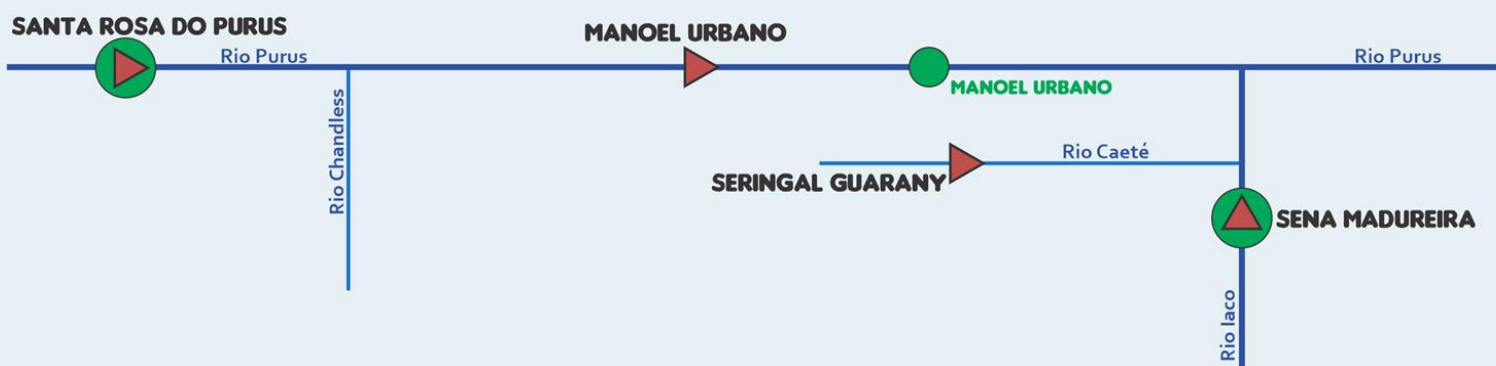 SANTA ROSA DO PURUS
Rio Purus
MANOEL URBANO
Rio Purus
MANOEL URBANO
Rio Chandless
Rio Caeté
SERINGAL GUARANY
SENA MADUREIRA
Rio Iaco